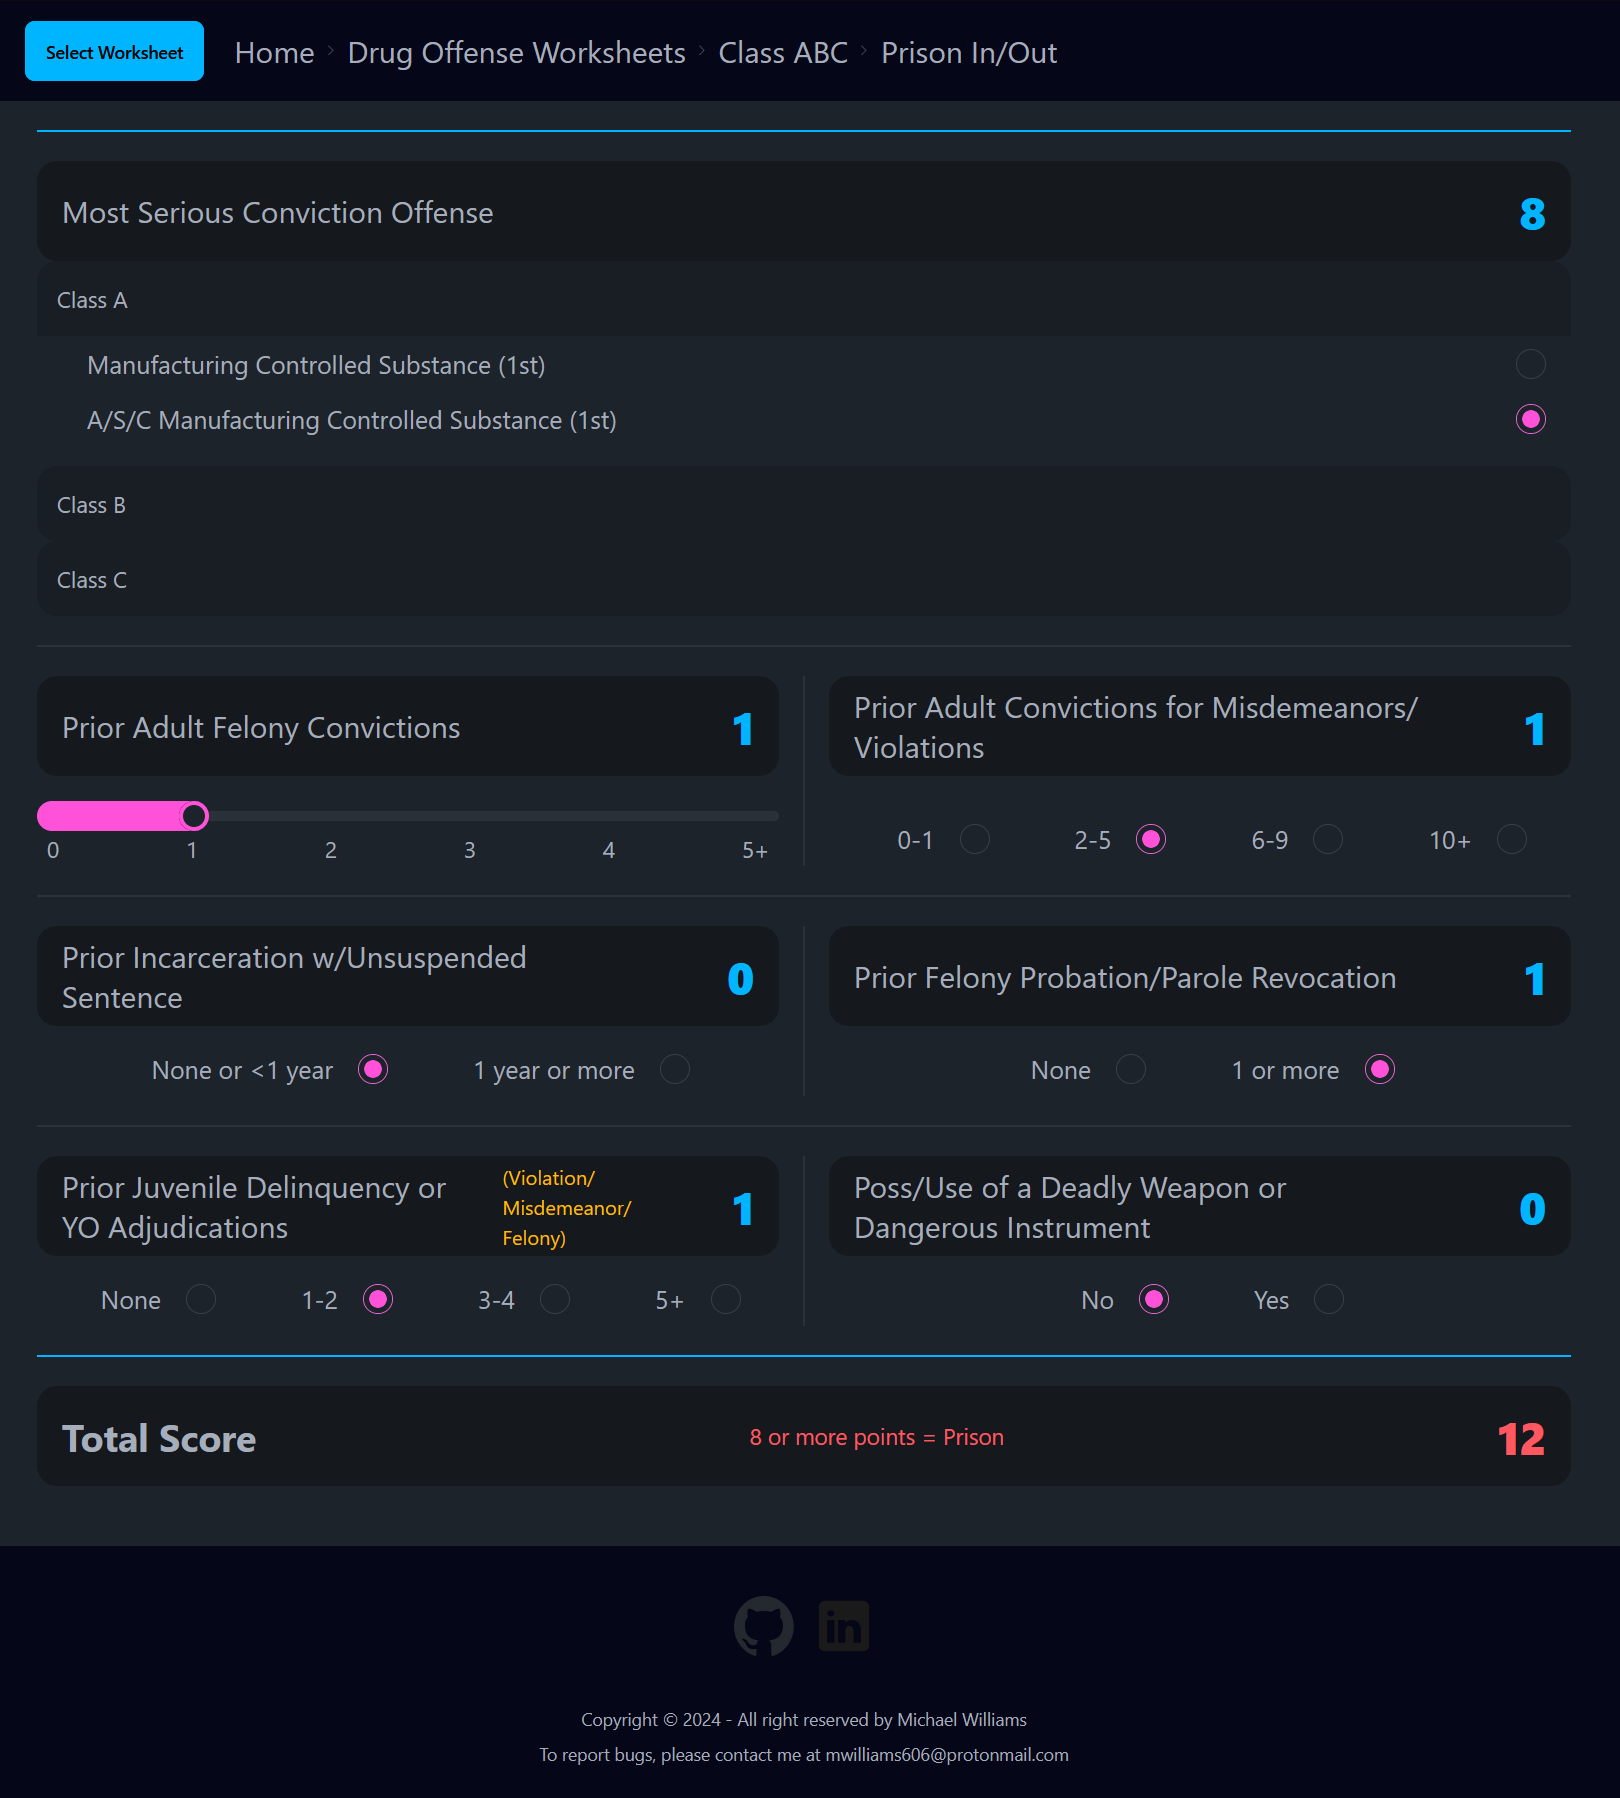 Select Worksheet Home › Drug Offense Worksheets › Class ABC › Prison In/Out
Most Serious Conviction Offense 8
Class A
Manufacturing Controlled Substance (1st)
A/S/C Manufacturing Controlled Substance (1st)
Class B
Class C
Prior Adult Felony Convictions 1
0 1 2 3 4 5+
Prior Adult Convictions for Misdemeanors/
Violations 1
0-1 2-5 6-9 10+
Prior Incarceration w/Unsuspended
Sentence 0
None or <1 year 1 year or more
Prior Felony Probation/Parole Revocation 1
None 1 or more
Prior Juvenile Delinquency or
YO Adjudications
(Violation/
Misdemeanor/
Felony)
1
None 1-2 3-4 5+
Poss/Use of a Deadly Weapon or
Dangerous Instrument 0
No Yes
Total Score 8 or more points = Prison 12
in
Copyright © 2024 - All right reserved by Michael Williams
To report bugs, please contact me at mwilliams606@protonmail.com